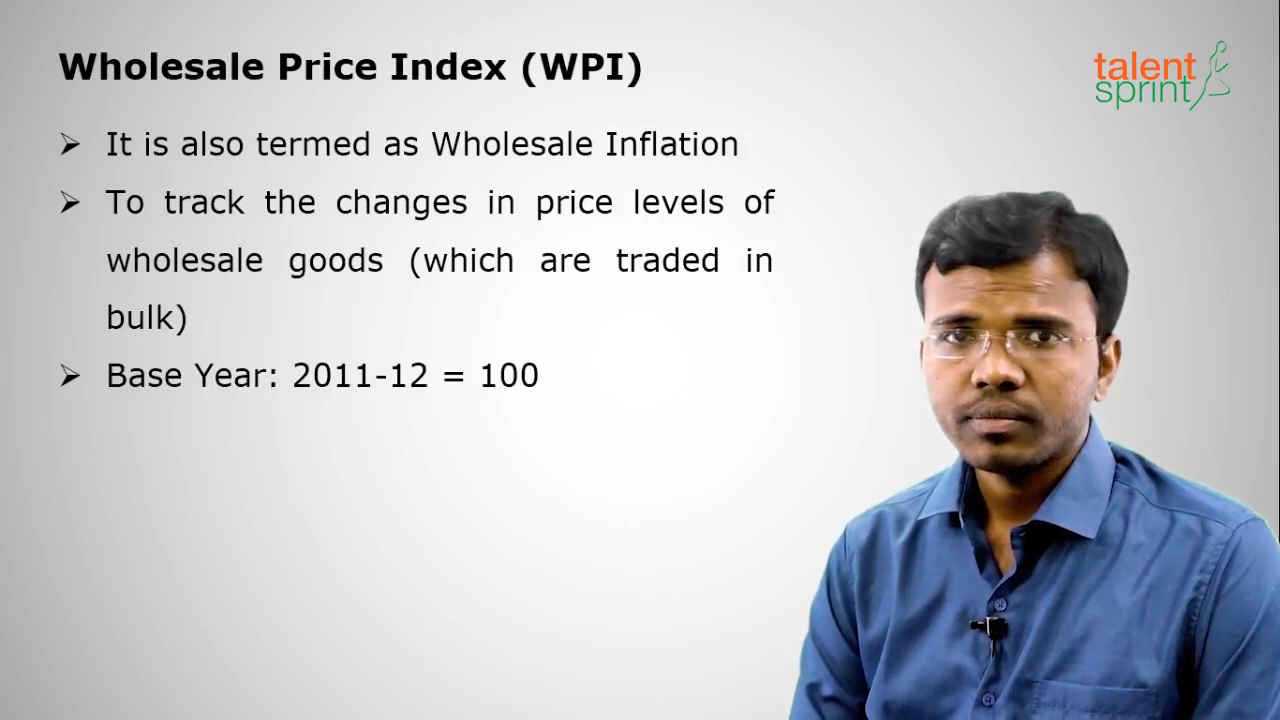 Wholesale Price Index (WPI)
talent
sprint
➢ It is also termed as Wholesale Inflation
➢ To track the changes in price levels of
wholesale goods (which are traded in
bulk)
➢ Base Year: 2011-12 = 100